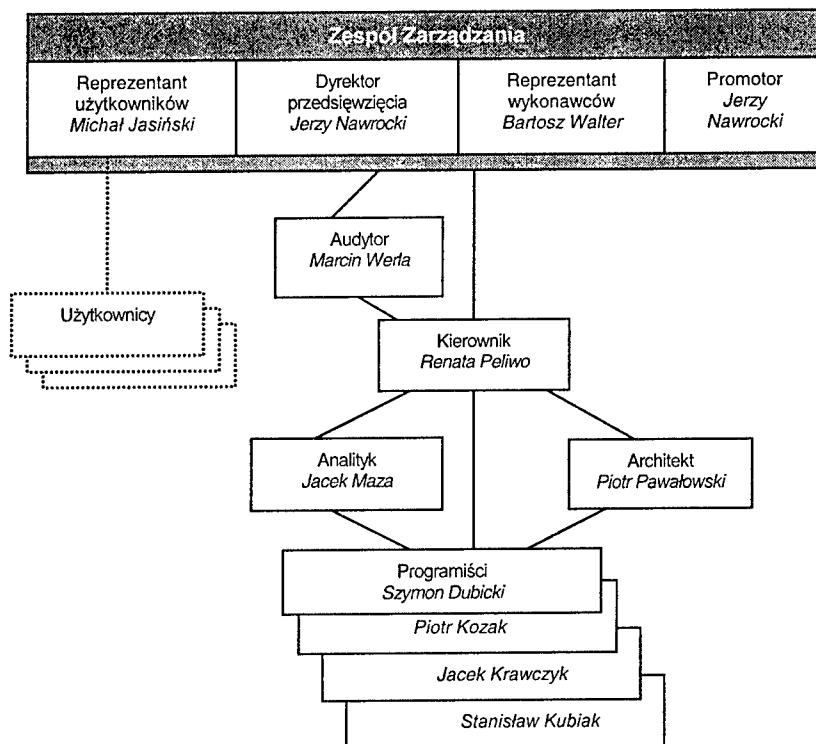 Zespół Zarządzania
Reprezentant
użytkowników
Michał Jasiński
Dyrektor
przedsięwzięcia
Jerzy Nawrocki
Reprezentant
wykonawców
Bartosz Walter
Promotor
Jerzy
Nawrocki
Audytor
Marcin Werla
Użytkownicy
Kierownik
Renata Peliwo
Analityk
Jacek Maza
Architekt
Piotr Pawałowski
Programiści
Szymon Dubicki
Piotr Kozak
Jacek Krawczyk
Stanisław Kubiak